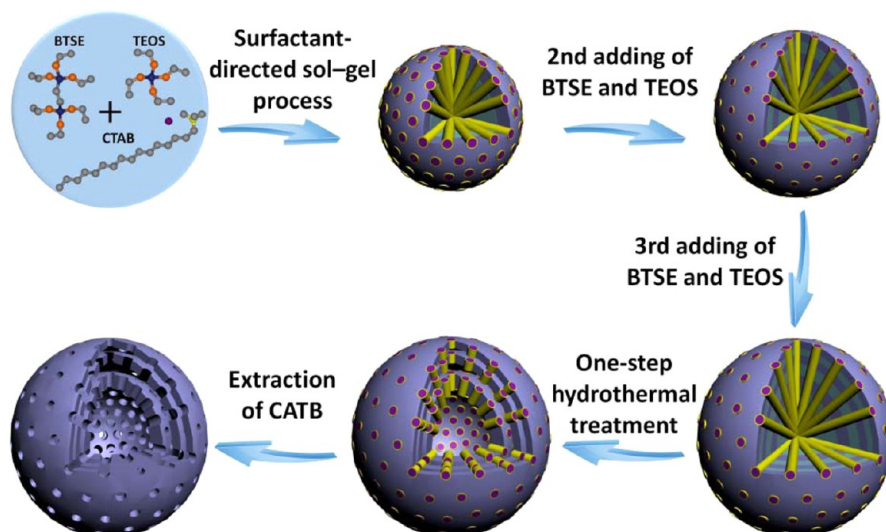 BTSE
TEOS
+
CTAB
Surfactant-
directed sol–gel
process
2nd adding of
BTSE and TEOS
3rd adding of
BTSE and TEOS
One-step
hydrothermal
treatment
Extraction
of CATB